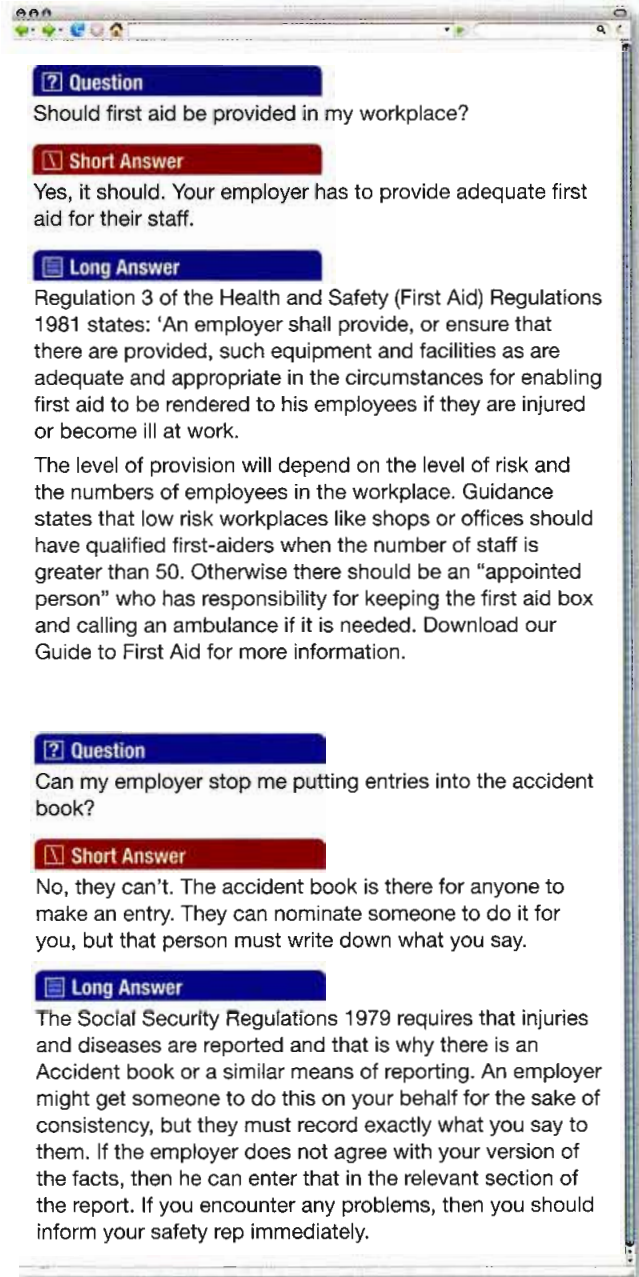 Question
Should first aid be provided in my workplace?
Short Answer
Yes, it should. Your employer has to provide adequate first
aid for their staff.
Long Answer
Regulation 3 of the Health and Safety (First Aid) Regulations
1981 states: ‘An employer shall provide, or ensure that
there are provided, such equipment and facilities as are
adequate and appropriate in the circumstances for enabling
first aid to be rendered to his employees if they are injured
or become ill at work.
The level of provision will depend on the level of risk and
the numbers of employees in the workplace. Guidance
states that low risk workplaces like shops or offices should
have qualified first-aiders when the number of staff is
greater than 50. Otherwise there should be an “appointed
person” who has responsibility for keeping the first aid box
and calling an ambulance if it is needed. Download our
Guide to First Aid for more information.
Question
Can my employer stop me putting entries into the accident
book?
Short Answer
No, they can’t. The accident book is there for anyone to
make an entry. They can nominate someone to do it for
you, but that person must write down what you say.
Long Answer
The Social Security Regulations 1979 requires that injuries
and diseases are reported and that is why there is an
Accident book or a similar means of reporting. An employer
might get someone to do this on your behalf for the sake of
consistency, but they must record exactly what you say to
them. If the employer does not agree with your version of
the facts, then he can enter that in the relevant section of
the report. If you encounter any problems, then you should
inform your safety rep immediately.